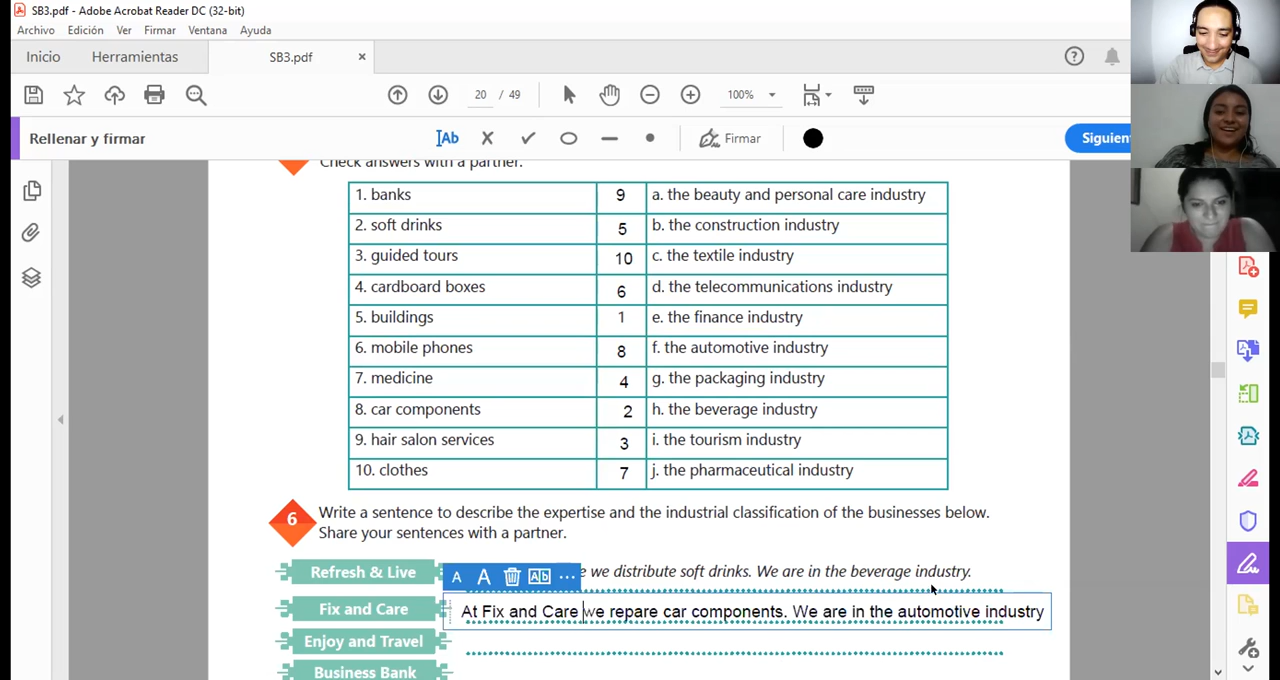 SB3.pdf - Adobe Acrobat Reader DC (32-bit)
Archivo Edición Ver Firmar Ventana Ayuda
Inicio Herramientas SB3.pdf x
20 / 49 100%
Rellenar y firmar Ab Firmar Siguien
Check answers with a partner.
1. banks 9 a. the beauty and personal care industry
2. soft drinks 5 b. the construction industry
3. guided tours 10 c. the textile industry
4. cardboard boxes 6 d. the telecommunications industry
5. buildings 1 e. the finance industry
6. mobile phones 8 f. the automotive industry
7. medicine 4 g. the packaging industry
8. car components 2 h. the beverage industry
9. hair salon services 3 i. the tourism industry
10. clothes 7 j. the pharmaceutical industry
6 Write a sentence to describe the expertise and the industrial classification of the businesses below.
Share your sentences with a partner.
A A Ab ...
Refresh & Live we distribute soft drinks. We are in the beverage industry.
Fix and Care At Fix and Care we repare car components. We are in the automotive industry
Enjoy and Travel
Business Bank